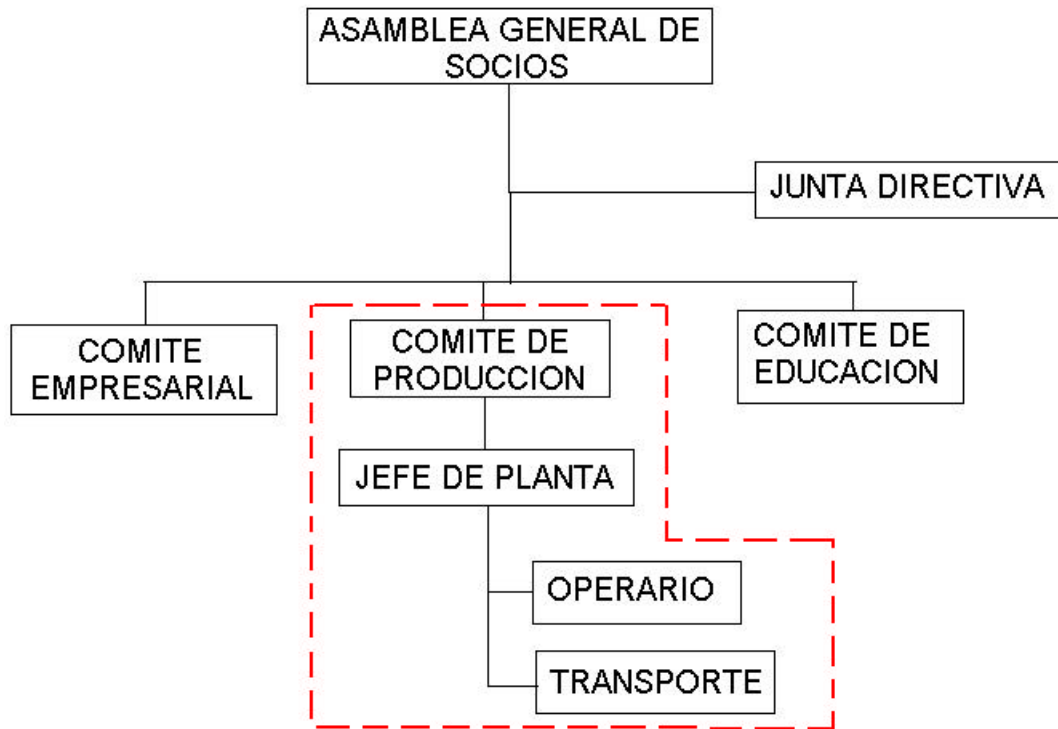 ASAMBLEA GENERAL DE
SOCIOS
JUNTA DIRECTIVA
COMITE
EMPRESARIAL
COMITE DE
PRODUCCION
COMITE DE
EDUCACION
JEFE DE PLANTA
OPERARIO
TRANSPORTE